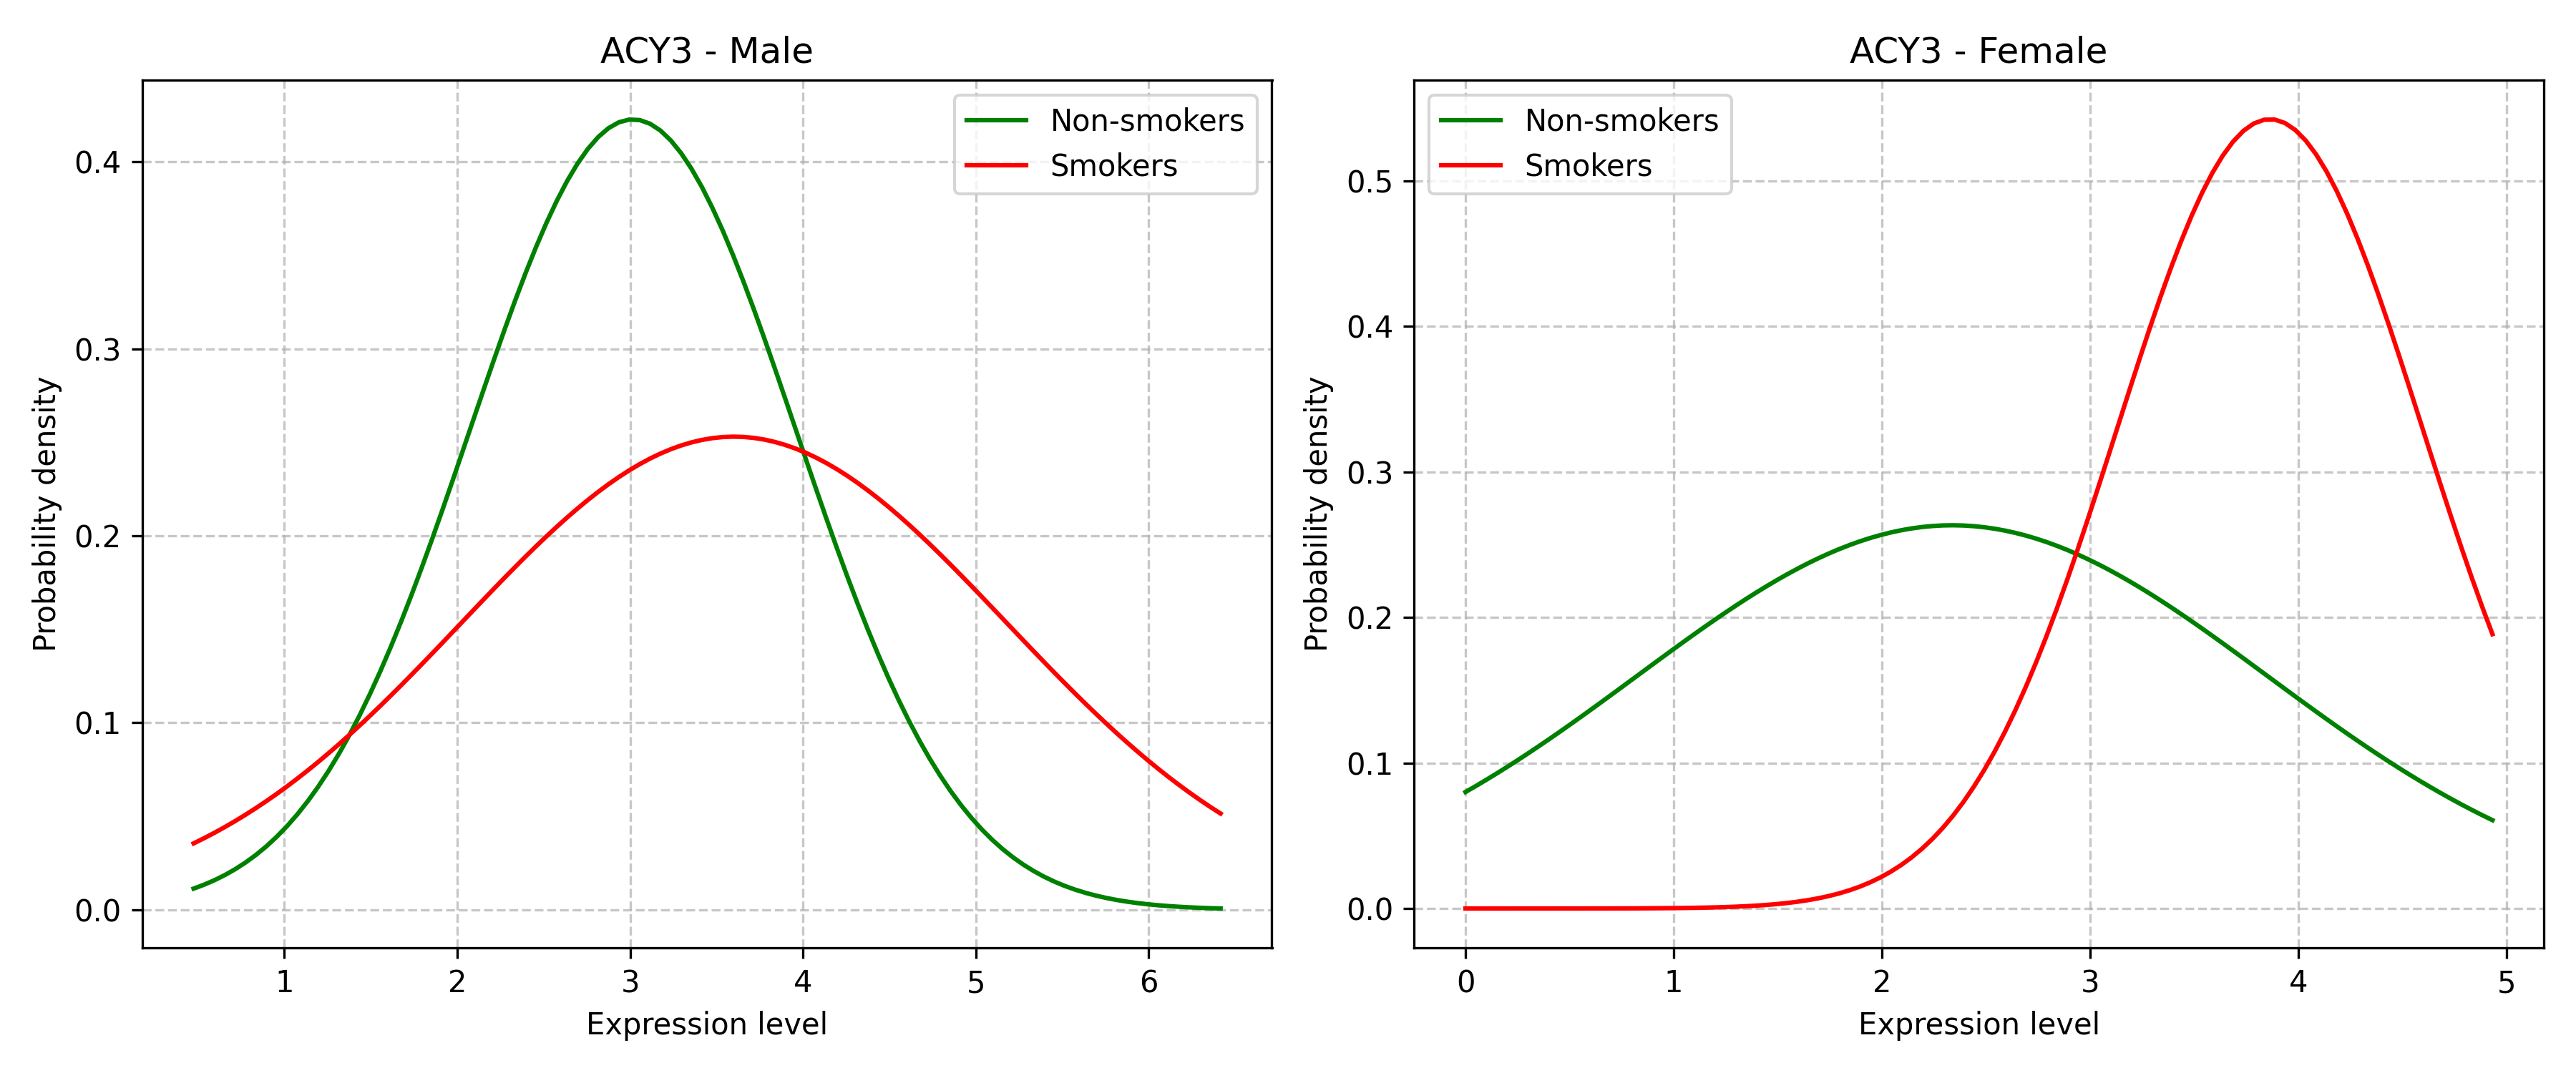 ACY3 - Male
Non-smokers
Smokers
Probability density
0.4
0.3
0.2
0.1
0.0
1 2 3 4 5 6
Expression level
ACY3 - Female
Non-smokers
Smokers
Probability density
0.5
0.4
0.3
0.2
0.1
0.0
0 1 2 3 4 5
Expression level